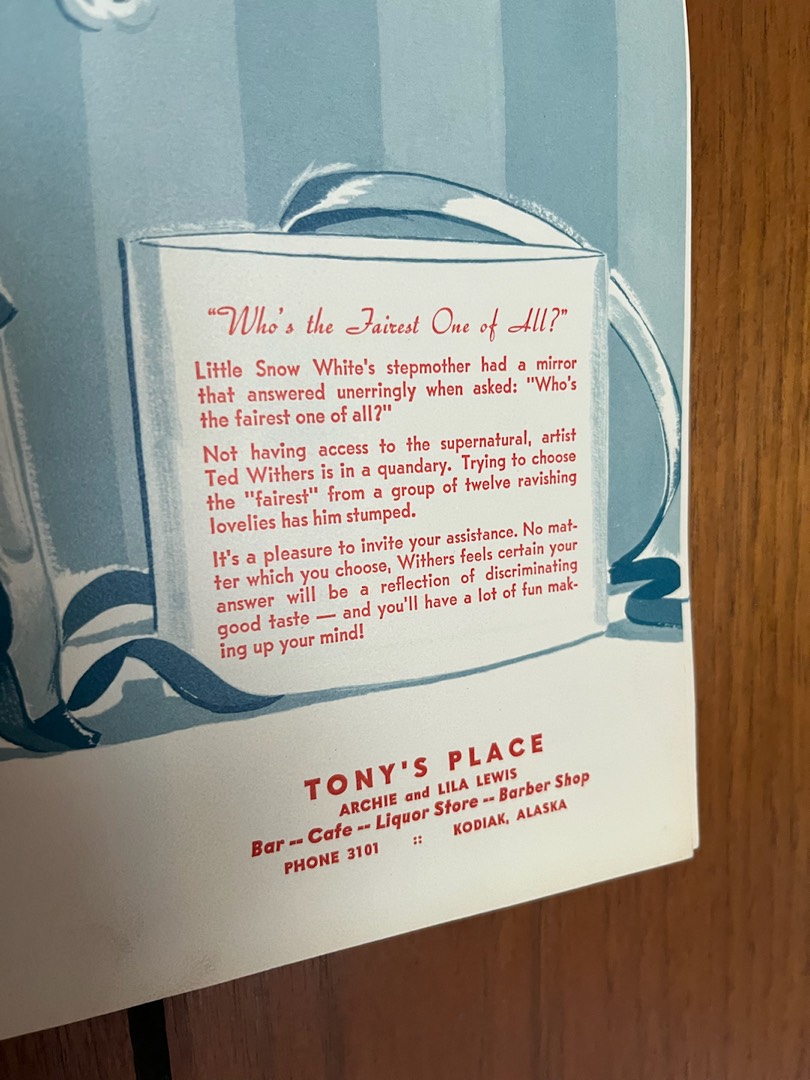 "Who's the Fairest One of All?"
Little Snow White's stepmother had a mirror
that answered unerringly when asked: "Who's
the fairest one of all?"
Not having access to the supernatural, artist
Ted Withers is in a quandary. Trying to choose
the "fairest" from a group of twelve ravishing
lovelies has him stumped.
It's a pleasure to invite your assistance. No mat-
ter which you choose, Withers feels certain your
answer will be a reflection of discriminating
good taste — and you'll have a lot of fun mak-
ing up your mind!
TONY'S PLACE
ARCHIE and LILA LEWIS
Bar -- Cafe -- Liquor Store -- Barber Shop
PHONE 3101 :: KODIAK, ALASKA